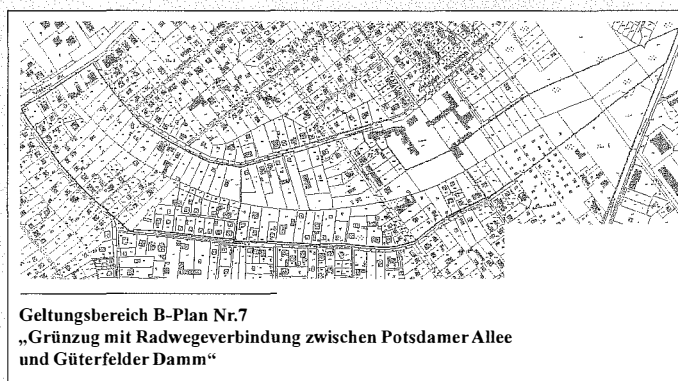 Geltungsbereich B-Plan Nr.7
„Grünzug mit Radwegeverbindung zwischen Potsdamer Allee
und Güterfelder Damm“